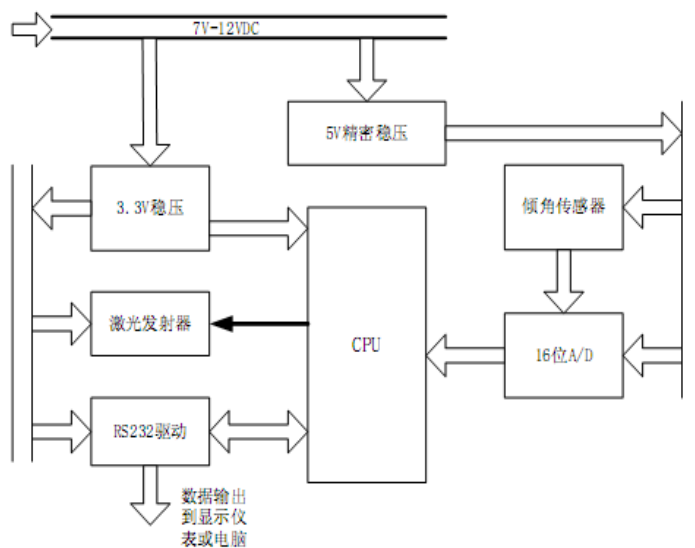 7V-12VDC
5V精密稳压
3.3V稳压
倾角传感器
激光发射器
CPU
16位A/D
RS232驱动
数据输出
到显示仪
表或电脑